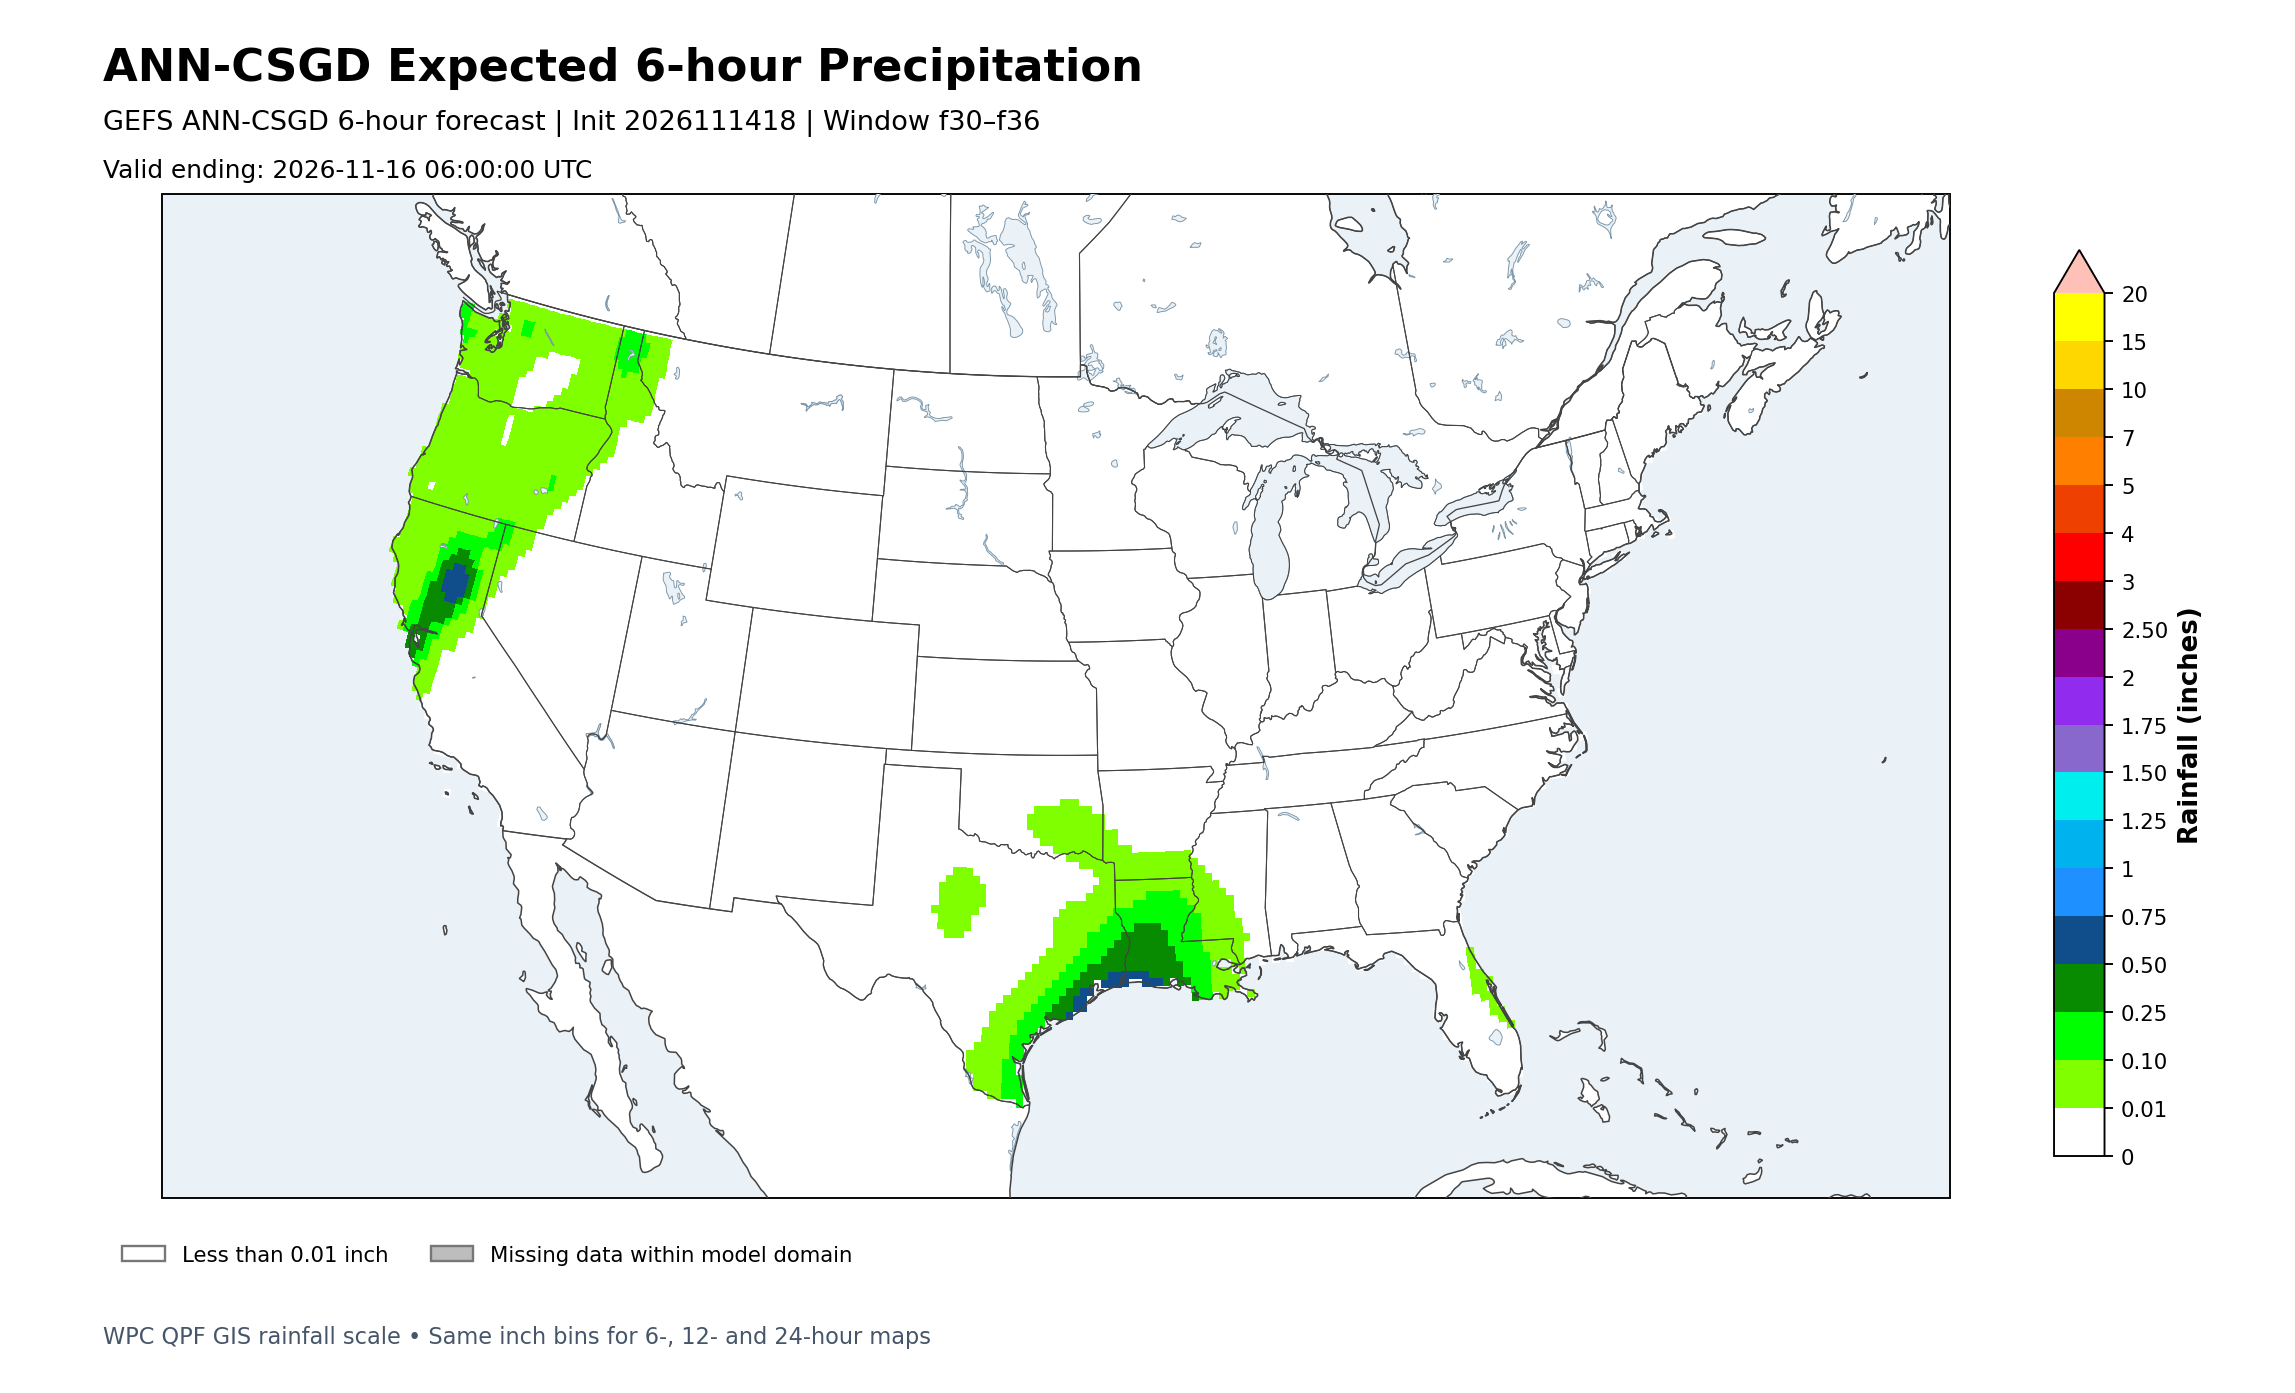 ANN-CSGD Expected 6-hour Precipitation
GEFS ANN-CSGD 6-hour forecast | Init 2026111418 | Window f30–f36
Valid ending: 2026-11-16 06:00:00 UTC
20
15
10
7
5
4
3
2.50
2
1.75
1.50
1.25
1
0.75
0.50
0.25
0.10
0.01
0
Rainfall (inches)
Less than 0.01 inch
Missing data within model domain
WPC QPF GIS rainfall scale • Same inch bins for 6-, 12- and 24-hour maps